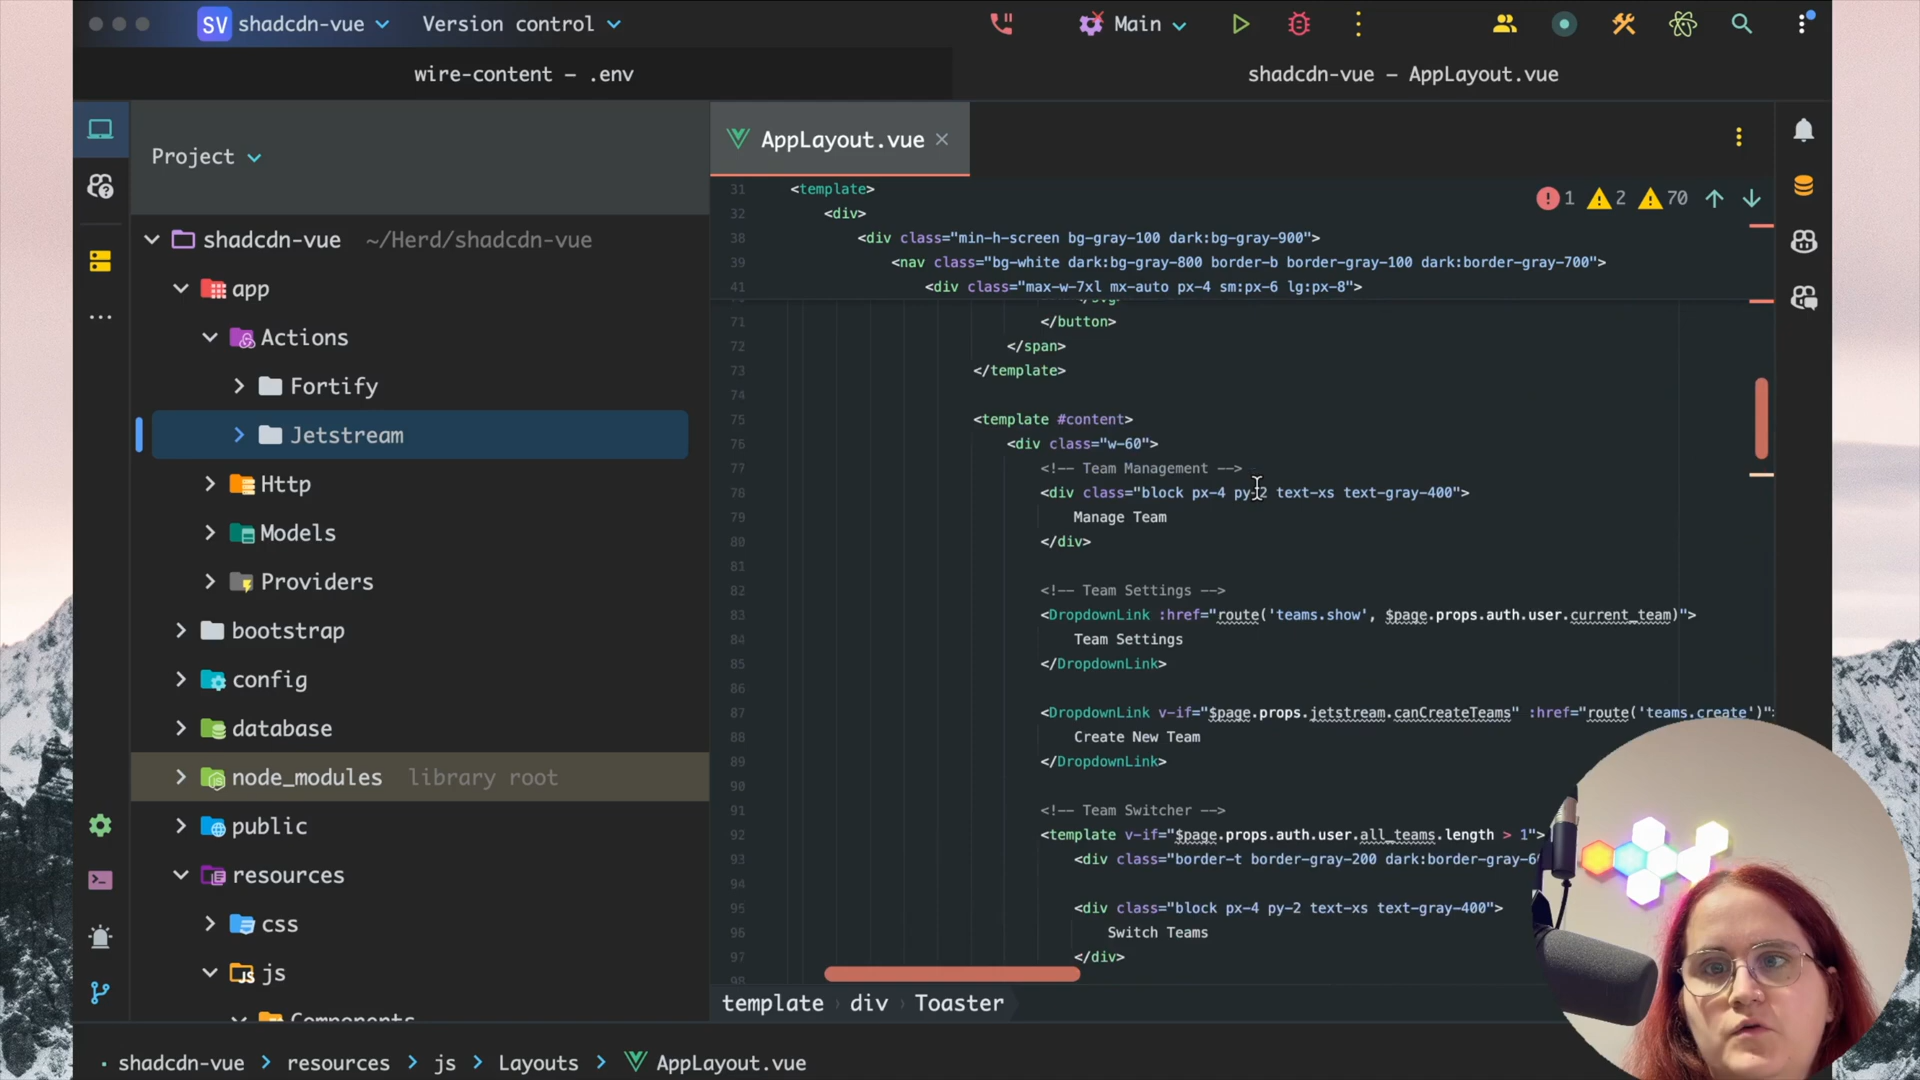 SV shadcdn-vue Version control Main
wire-content – .env shadcdn-vue – AppLayout.vue
Project
AppLayout.vue
1 2 70
shadcdn-vue ~/Herd/shadcdn-vue
app
Actions
Fortify
Jetstream
Http
Models
Providers
bootstrap
config
database
node_modules library root
public
resources
css
js
Components
31 <template>
32 <div>
38 <div class="min-h-screen bg-gray-100 dark:bg-gray-900">
39 <nav class="bg-white dark:bg-gray-800 border-b border-gray-100 dark:border-gray-700">
41 <div class="max-w-7xl mx-auto px-4 sm:px-6 lg:px-8">
71 </button>
72 </span>
73 </template>
74
75 <template #content>
76 <div class="w-60">
77 <!-- Team Management -->
78 <div class="block px-4 py-2 text-xs text-gray-400">
79 Manage Team
80 </div>
81
82 <!-- Team Settings -->
83 <DropdownLink :href="route('teams.show', $page.props.auth.user.current_team)">
84 Team Settings
85 </DropdownLink>
86
87 <DropdownLink v-if="$page.props.jetstream.canCreateTeams" :href="route('teams.create')">
88 Create New Team
89 </DropdownLink>
90
91 <!-- Team Switcher -->
92 <template v-if="$page.props.auth.user.all_teams.length > 1">
93 <div class="border-t border-gray-200
94
95 <div class="block px-4 py-2 text-xs text-gray-400">
96 Switch Teams
97 </div>
98
template div Toaster
shadcdn-vue > resources > js > Layouts > AppLayout.vue